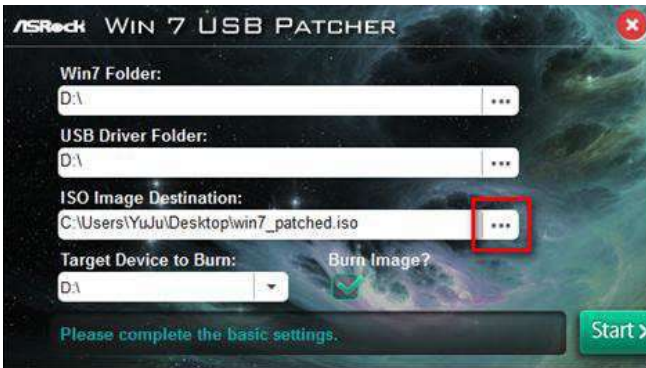 ASRock WIN 7 USB PATCHER
Win7 Folder:
D:\
...
USB Driver Folder:
D:\
...
ISO Image Destination:
C:\Users\YuJu\Desktop\win7_patched.iso
...
Target Device to Burn: Burn Image?
D:\
Please complete the basic settings.
Start